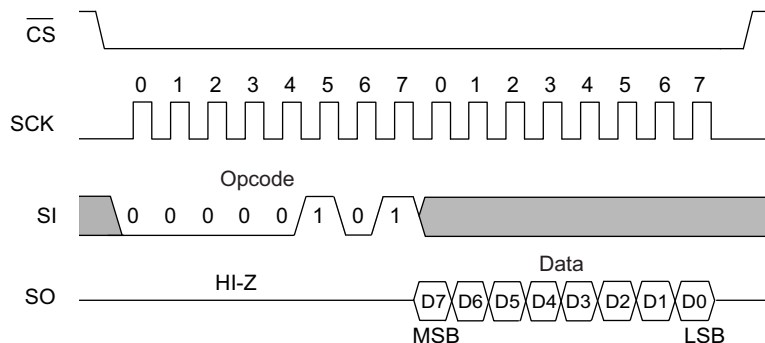 C̅S̅
0 1 2 3 4 5 6 7 0 1 2 3 4 5 6 7
SCK
Opcode
SI 0 0 0 0 0 1 0 1
Data
HI-Z
SO D7 D6 D5 D4 D3 D2 D1 D0
MSB LSB